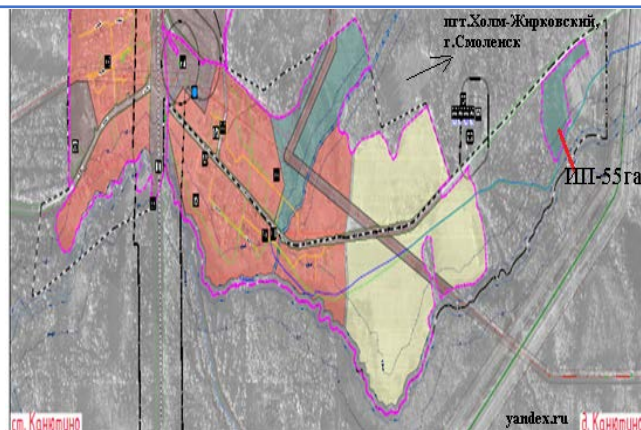 пгт.Холм-Жирковский,
г.Смоленск
ИП-55га
ст. Канютино
yandex.ru
д. Канютино